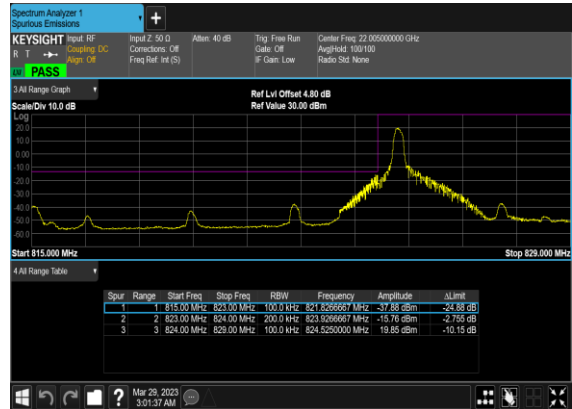 Spectrum Analyzer 1
Spurious Emissions
+
KEYSIGHT Input: RF Input Z: 50 Ω Atten: 40 dB Trig: Free Run Center Freq: 22.005000000 GHz
R T Coupling: DC Corrections: Off Gate: Off Avg|Hold: 100/100
Align: Off Freq Ref: Int (S) IF Gain: Low Radio Std: None
PASS
3 All Range Graph
Ref Lvl Offset 4.80 dB
Scale/Div 10.0 dB Ref Value 30.00 dBm
Log
20.0
10.0
0.00
-10.0
-20.0
-30.0
-40.0
-50.0
-60.0
Start 815.000 MHz Stop 829.000 MHz
4 All Range Table
Spur Range Start Freq Stop Freq RBW Frequency Amplitude ΔLimit
1 1 815.00 MHz 823.00 MHz 100.0 kHz 821.8266667 MHz -37.88 dBm -24.88 dB
2 2 823.00 MHz 824.00 MHz 200.0 kHz 823.9266667 MHz -15.76 dBm -2.755 dB
3 3 824.00 MHz 829.00 MHz 100.0 kHz 824.5250000 MHz 19.85 dBm -10.15 dB
? Mar 29, 2023
3:01:37 AM